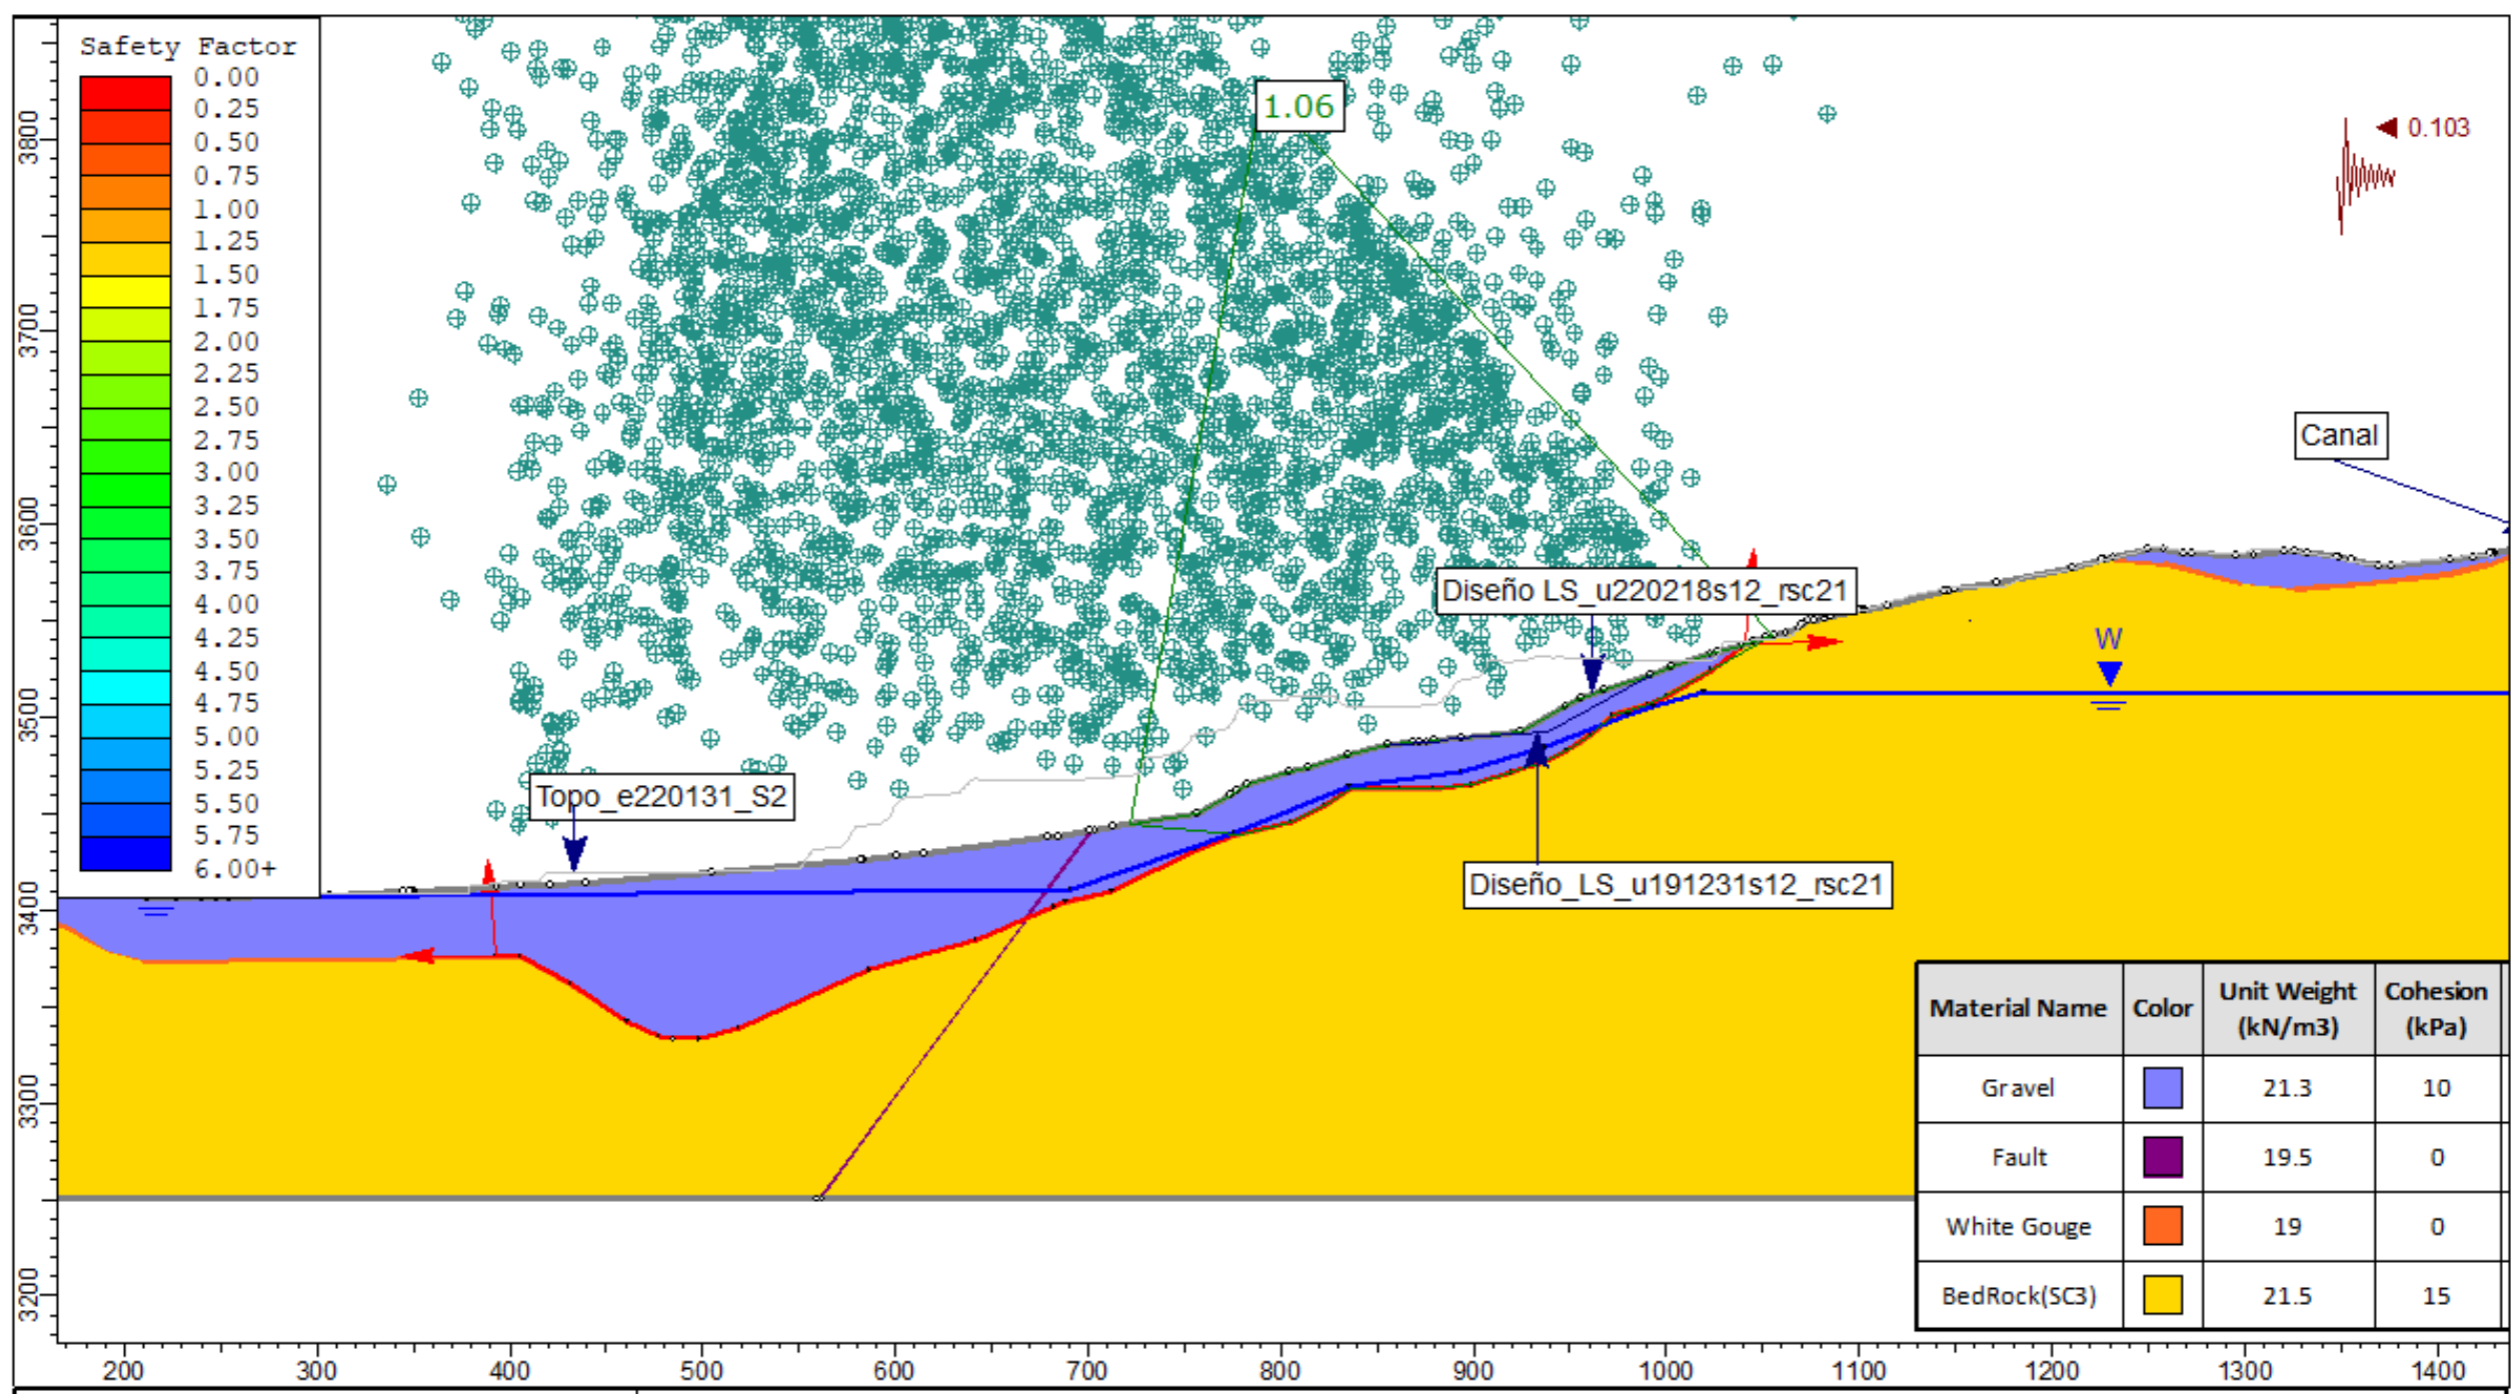 Safety Factor
0.00
0.25
0.50
0.75
1.00
1.25
1.50
1.75
2.00
2.25
2.50
2.75
3.00
3.25
3.50
3.75
4.00
4.25
4.50
4.75
5.00
5.25
5.50
5.75
6.00+
1.06
0.103
Canal
Diseño LS_u220218s12_rsc21
W
Topo_e220131_S2
Diseño_LS_u191231s12_rsc21
3800
3700
3600
3500
3400
3300
3200
200 300 400 500 600 700 800 900 1000 1100 1200 1300 1400
Material Name Color Unit Weight (kN/m3) Cohesion (kPa)
Gravel 21.3 10
Fault 19.5 0
White Gouge 19 0
BedRock(SC3) 21.5 15